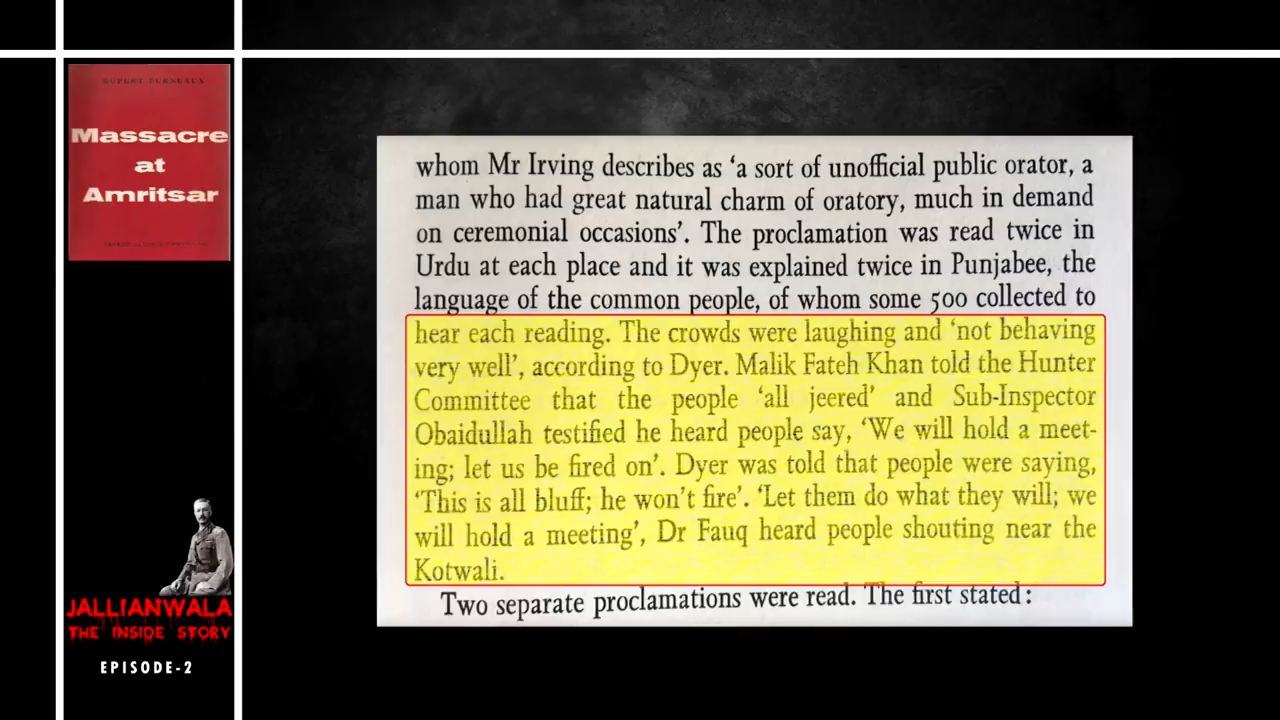 RUPERT FURNEAUX
Massacre
at
Amritsar
JALLIANWALA
THE INSIDE STORY
EPISODE-2
whom Mr Irving describes as ‘a sort of unofficial public orator, a
man who had great natural charm of oratory, much in demand
on ceremonial occasions’. The proclamation was read twice in
Urdu at each place and it was explained twice in Punjabee, the
language of the common people, of whom some 500 collected to
hear each reading. The crowds were laughing and ‘not behaving
very well’, according to Dyer. Malik Fateh Khan told the Hunter
Committee that the people ‘all jeered’ and Sub-Inspector
Obaidullah testified he heard people say, ‘We will hold a meet-
ing; let us be fired on’. Dyer was told that people were saying,
‘This is all bluff; he won’t fire’. ‘Let them do what they will; we
will hold a meeting’, Dr Fauq heard people shouting near the
Kotwali.
Two separate proclamations were read. The first stated: